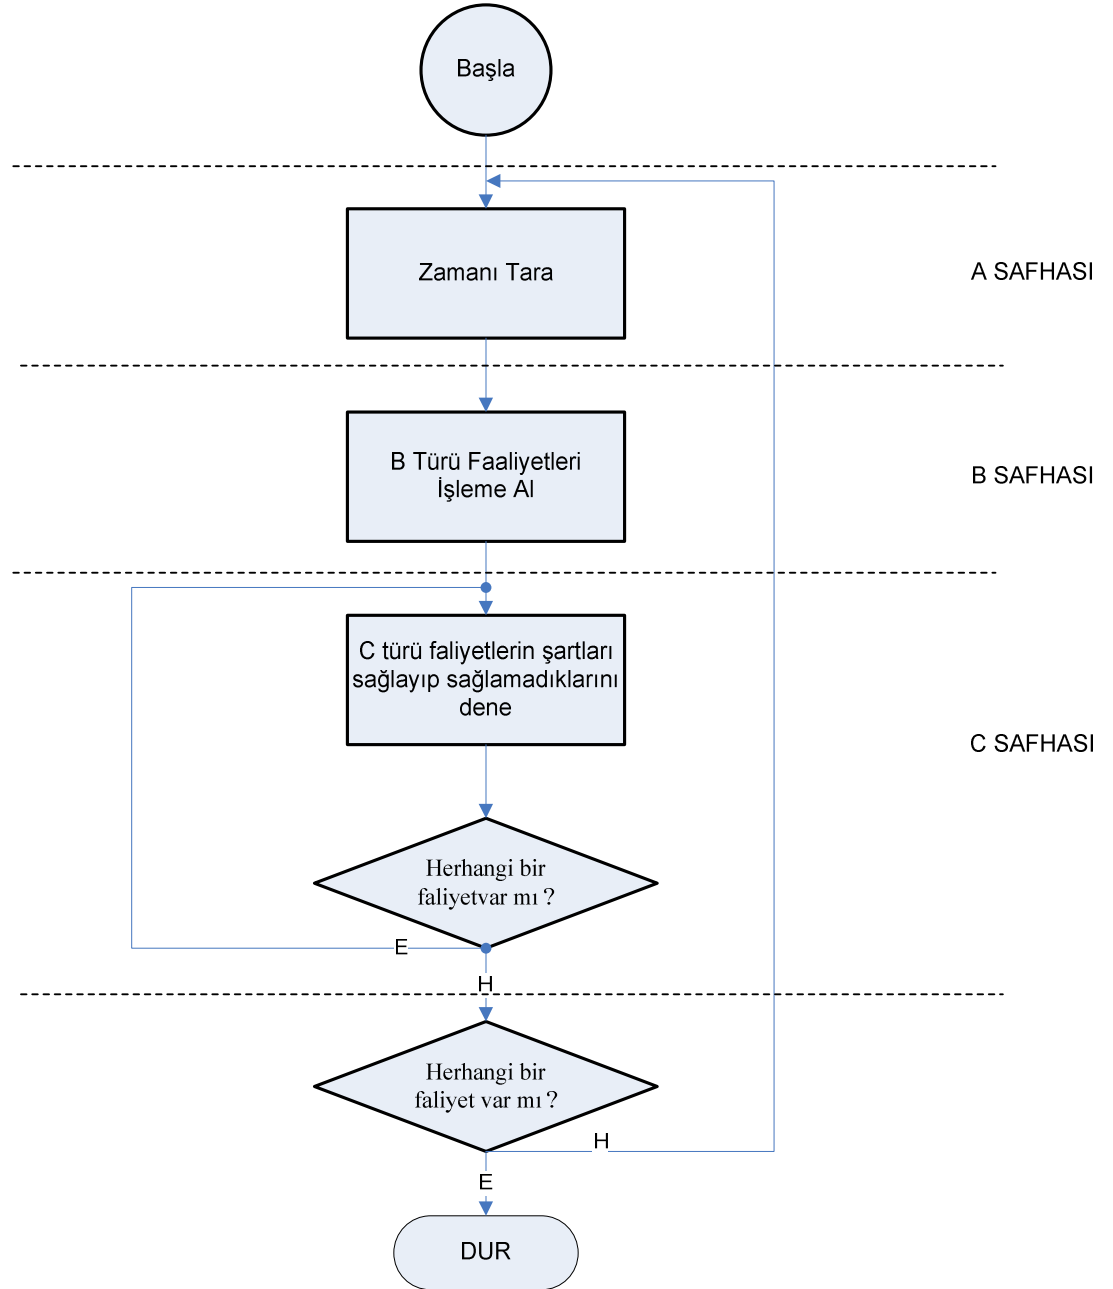 Başla
Zamanı Tara
A SAFHASI
B Türü Faaliyetleri
İşleme Al
B SAFHASI
C türü faliyetlerin şartları
sağlayıp sağlamadıklarını
dene
C SAFHASI
Herhangi bir
faliyetvar mı ?
E
H
Herhangi bir
faliyet var mı ?
H
E
DUR